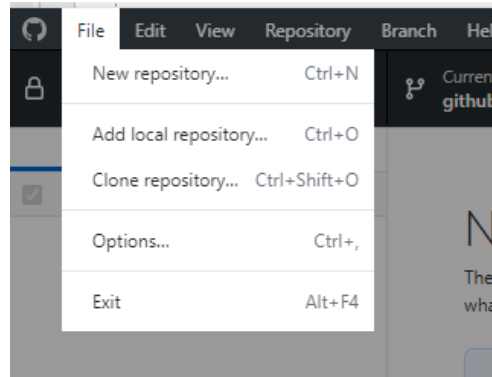 File Edit View Repository Branch
New repository... Ctrl+N
Add local repository... Ctrl+O
Clone repository... Ctrl+Shift+O
Options... Ctrl+,
Exit Alt+F4
The